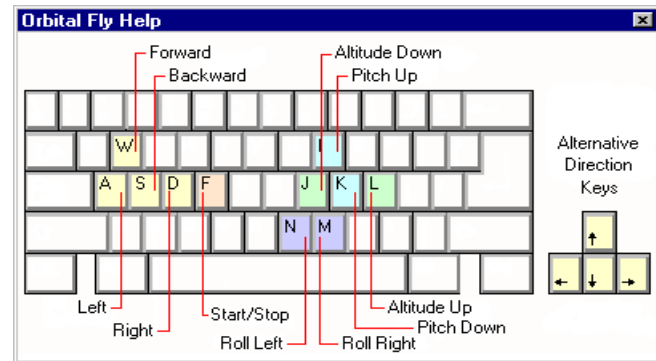 Orbital Fly Help
Forward
Altitude Down
Backward
Pitch Up
W
Alternative
Direction
Keys
A S D F J K L
N M
Left
Start/Stop
Altitude Up
Right
Pitch Down
Roll Left
Roll Right